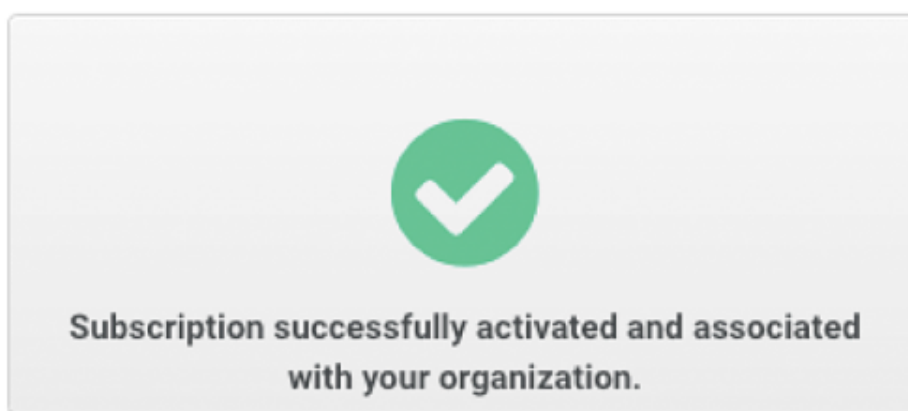 Subscription successfully activated and associated
with your organization.